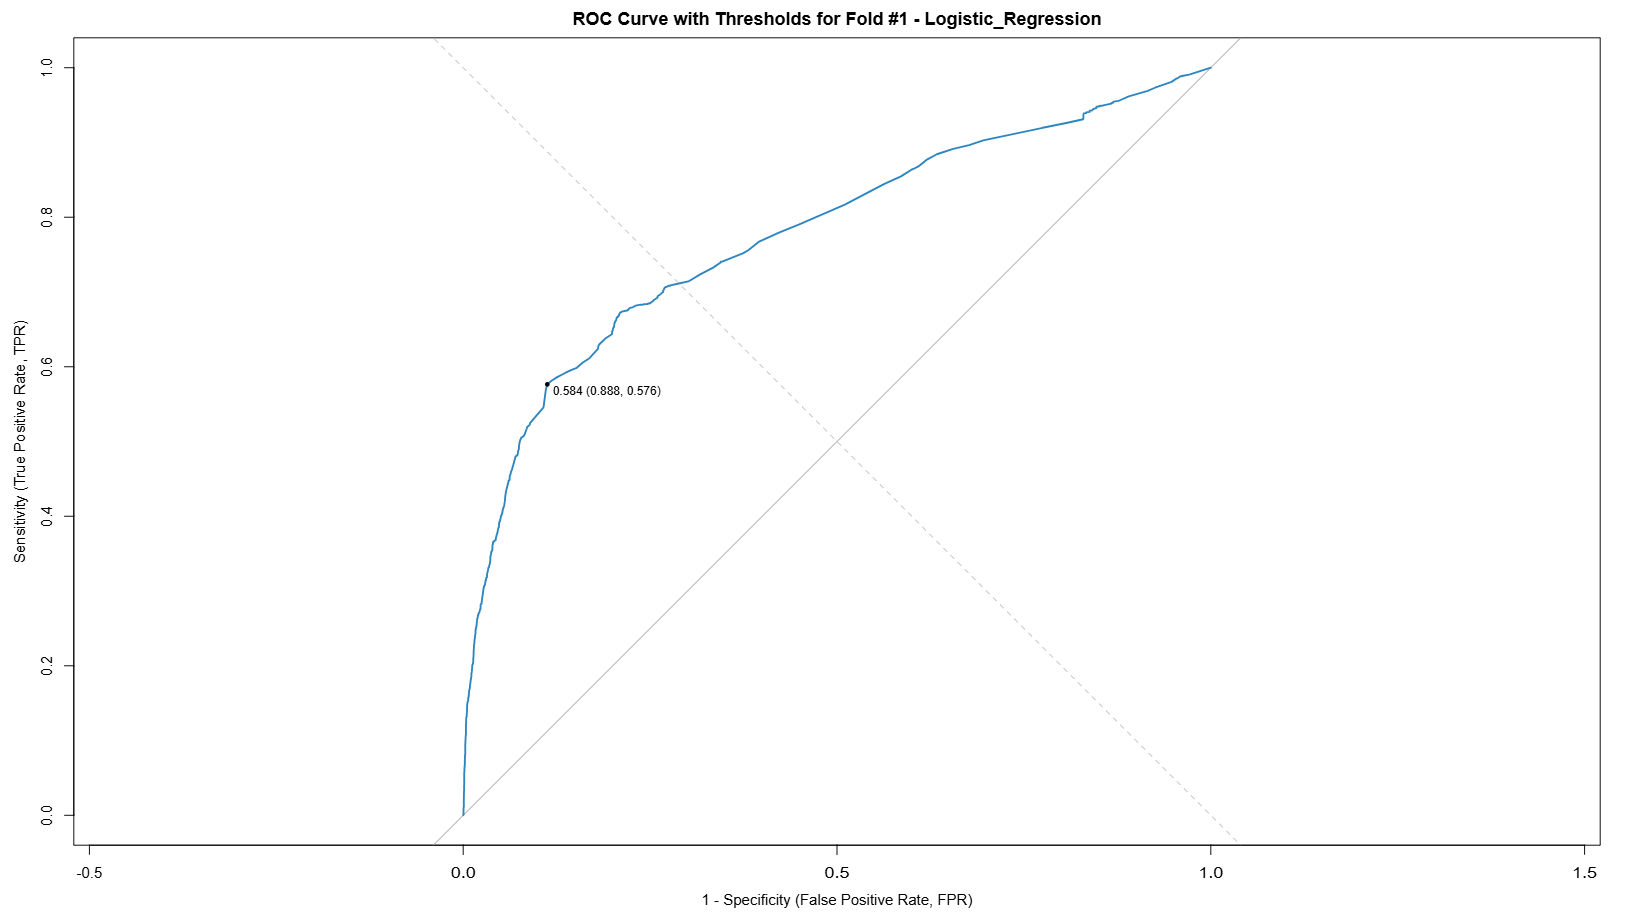 ROC Curve with Thresholds for Fold #1 - Logistic_Regression
Sensitivity (True Positive Rate, TPR)
1.0
0.8
0.6
0.4
0.2
0.0
0.584 (0.888, 0.576)
-0.5
0.0
0.5
1.0
1.5
1 - Specificity (False Positive Rate, FPR)